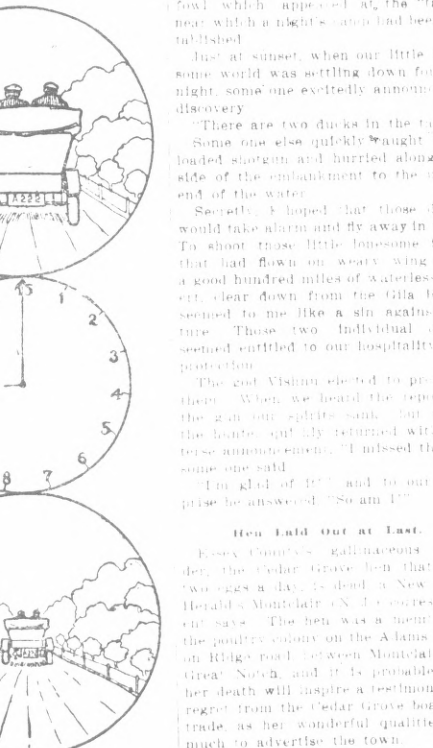 A222
15
1
2
3
4
5
6
7
8
fowl which appeared at the
near which a night's camp had been
tablished
Just at sunset, when our little
some world was settling down for
night, some one excitedly announc
discovery
"There are two ducks in the
Some one else quickly caught
loaded shotgun and hurried along
side of the embankment to the
end of the water
Secretly I hoped that those d
would take alarm and fly away in
To shoot those little lonesome
that had flown on weary wing
a good hundred miles of waterless
ert, clear down from the Gila
seemed to me like a sin agains
ture Those two individual
seemed entitled to our hospitality
protection
The god Vishnu elected to pro
them When we heard the repo
the gun our spirits sank but
the hunter quickly returned wit
terse announcement, "I missed th
some one said
"I'm glad of it" and to our
prise he answered, "So am I"
Hen Laid Out at Last.
Essex County's gallinaceous
der, the Cedar Grove hen that
two eggs a day, is dead, a New
Herald's Montclair (N. J.) corres
ent says The hen was a mem
the poultry colony on the Adams
on Ridge road between Montclai
Great Notch, and it is probable
her death will inspire a testimon
regret from the Cedar Grove boa
trade, as her wonderful qualitie
much to advertise the town